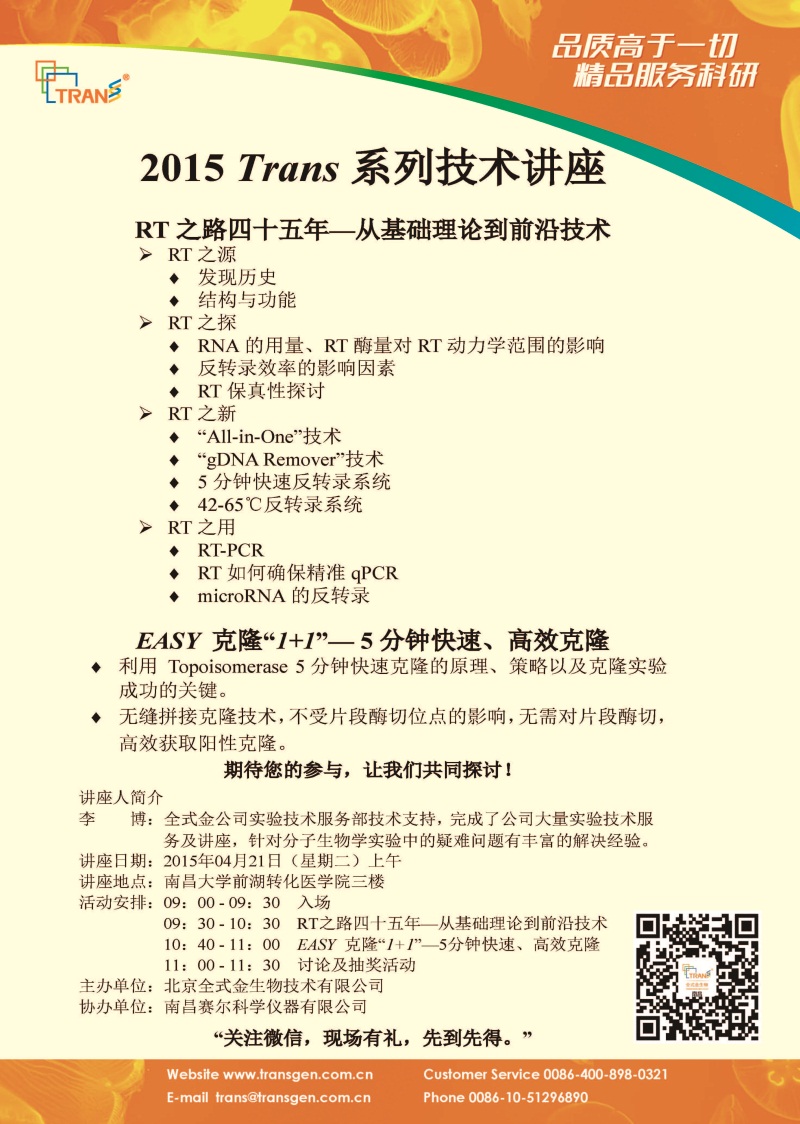 TRANS®
品质高于一切
精品服务科研
2015 Trans 系列技术讲座
RT 之路四十五年—从基础理论到前沿技术
➢ RT 之源
♦ 发现历史
♦ 结构与功能
➢ RT 之探
♦ RNA 的用量、RT 酶量对 RT 动力学范围的影响
♦ 反转录效率的影响因素
♦ RT 保真性探讨
➢ RT 之新
♦ “All-in-One”技术
♦ “gDNA Remover”技术
♦ 5 分钟快速反转录系统
♦ 42-65℃反转录系统
➢ RT 之用
♦ RT-PCR
♦ RT 如何确保精准 qPCR
♦ microRNA 的反转录
EASY 克隆“1+1”— 5 分钟快速、高效克隆
♦ 利用 Topoisomerase 5 分钟快速克隆的原理、策略以及克隆实验
成功的关键。
♦ 无缝拼接克隆技术，不受片段酶切位点的影响，无需对片段酶切，
高效获取阳性克隆。
期待您的参与，让我们共同探讨！
讲座人简介
李　　博：全式金公司实验技术服务部技术支持，完成了公司大量实验技术服
务及讲座，针对分子生物学实验中的疑难问题有丰富的解决经验。
讲座日期：2015年04月21日（星期二）上午
讲座地点：南昌大学前湖转化医学院三楼
活动安排：09：00 - 09：30 入场
09：30 - 10：30 RT之路四十五年—从基础理论到前沿技术
10：40 - 11：00 EASY 克隆“1+1”—5分钟快速、高效克隆
11：00 - 11：30 讨论及抽奖活动
主办单位：北京全式金生物技术有限公司
协办单位：南昌赛尔科学仪器有限公司
“关注微信，现场有礼，先到先得。”
TRANS
Website www.transgen.com.cn Customer Service 0086-400-898-0321
E-mail trans@transgen.com.cn Phone 0086-10-51296890